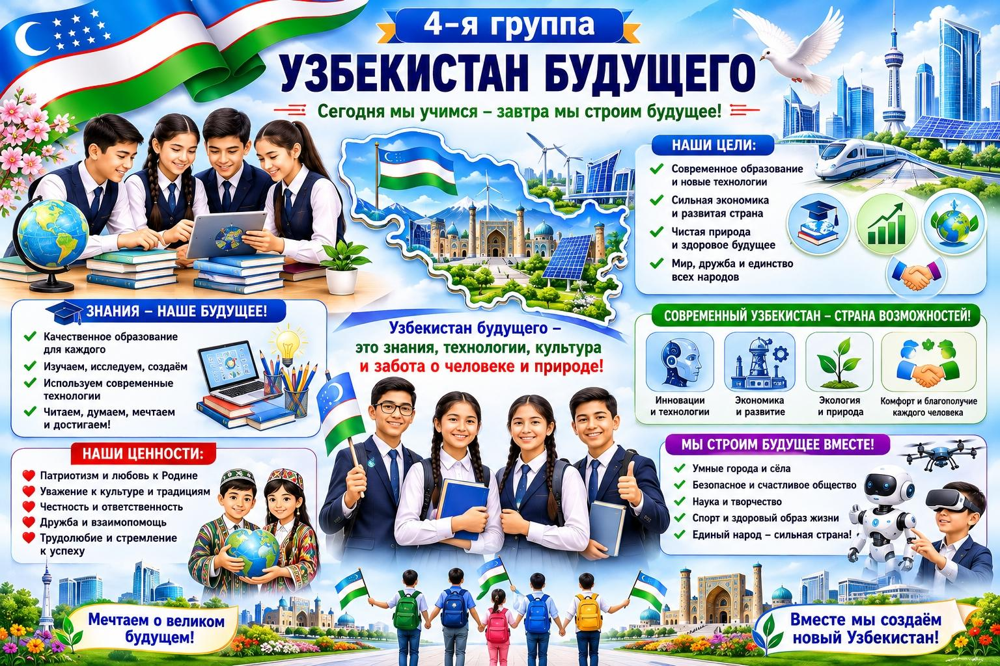 4-я группа
УЗБЕКИСТАН БУДУЩЕГО
Сегодня мы учимся – завтра мы строим будущее!
НАШИ ЦЕЛИ:
Современное образование
и новые технологии
Сильная экономика
и развитая страна
Чистая природа
и здоровое будущее
Мир, дружба и единство
всех народов
ЗНАНИЯ – НАШЕ БУДУЩЕЕ!
Качественное образование
для каждого
Изучаем, исследуем, создаём
Используем современные
технологии
Читаем, думаем, мечтаем
и достигаем!
Узбекистан будущего –
это знания, технологии, культура
и забота о человеке и природе!
СОВРЕМЕННЫЙ УЗБЕКИСТАН – СТРАНА ВОЗМОЖНОСТЕЙ!
Инновации
и технологии
Экономика
и развитие
Экология
и природа
Комфорт и благополучие
каждого человека
НАШИ ЦЕННОСТИ:
Патриотизм и любовь к Родине
Уважение к культуре и традициям
Честность и ответственность
Дружба и взаимопомощь
Трудолюбие и стремление
к успеху
МЫ СТРОИМ БУДУЩЕЕ ВМЕСТЕ!
Умные города и сёла
Безопасное и счастливое общество
Наука и творчество
Спорт и здоровый образ жизни
Единый народ – сильная страна!
Мечтаем о великом
будущем!
Вместе мы создаём
новый Узбекистан!